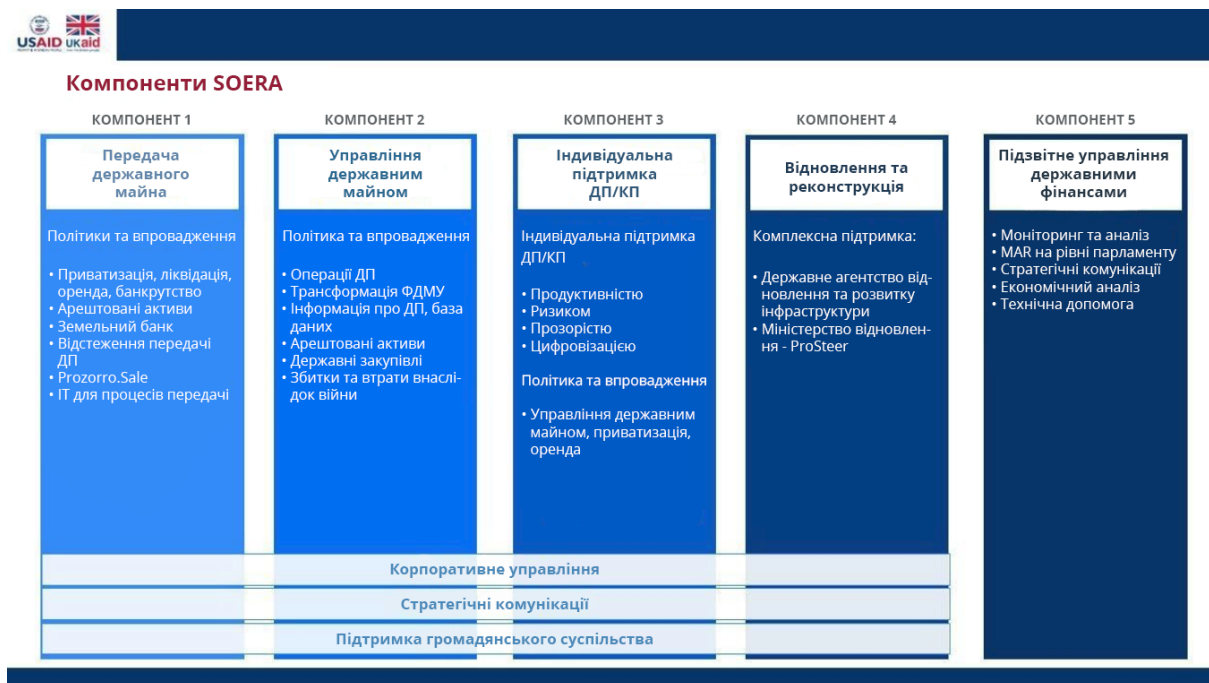 USAID UKaid
Компоненти SOERA
КОМПОНЕНТ 1
Передача
державного
майна
Політики та впровадження
• Приватизація, ліквідація,
оренда, банкрутство
• Арештовані активи
• Земельний банк
• Відстеження передачі
ДП
• Prozorro.Sale
• ІТ для процесів передачі
КОМПОНЕНТ 2
Управління
державним
майном
Політика та впровадження
• Операції ДП
• Трансформація ФДМУ
• Інформація про ДП, база
даних
• Арештовані активи
• Державні закупівлі
• Збитки та втрати внаслі-
док війни
КОМПОНЕНТ 3
Індивідуальна
підтримка
ДП/КП
Індивідуальна підтримка
ДП/КП
• Продуктивністю
• Ризиком
• Прозорістю
• Цифровізацією
Політика та впровадження
• Управління державним
майном, приватизація,
оренда
КОМПОНЕНТ 4
Відновлення та
реконструкція
Комплексна підтримка:
• Державне агентство від-
новлення та розвитку
інфраструктури
• Міністерство відновлен-
ня - ProSteer
КОМПОНЕНТ 5
Підзвітне управління
державними
фінансами
• Моніторинг та аналіз
• MAR на рівні парламенту
• Стратегічні комунікації
• Економічний аналіз
• Технічна допомога
Корпоративне управління
Стратегічні комунікації
Підтримка громадянського суспільства